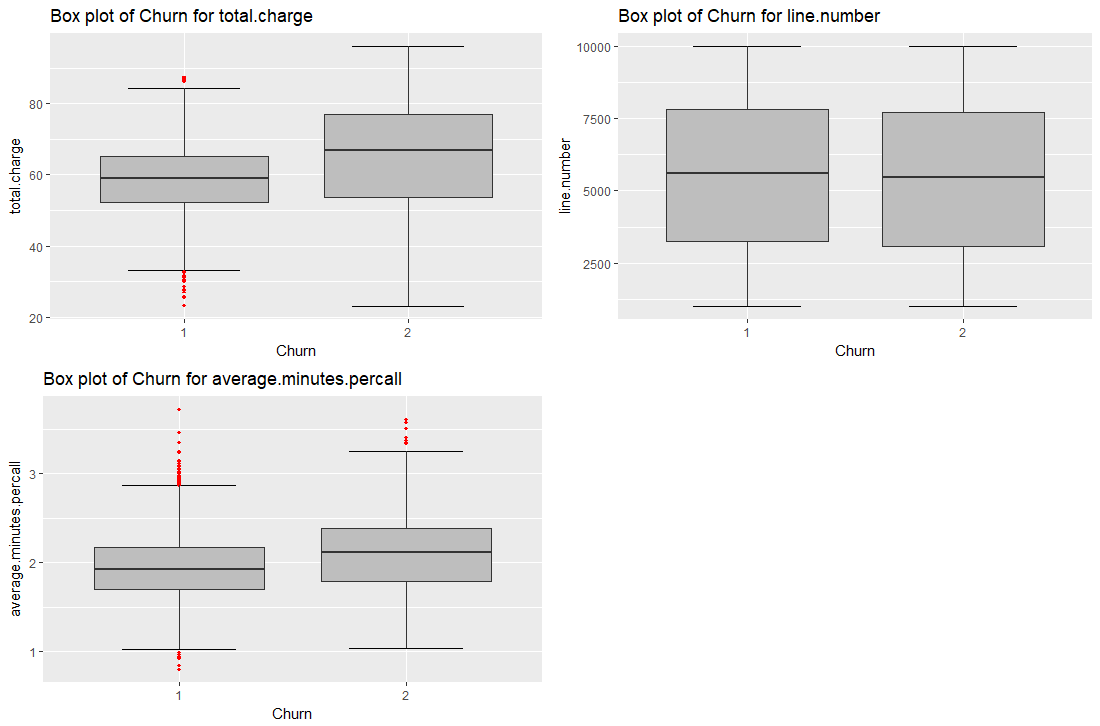 Box plot of Churn for total.charge
80
60
40
20
total.charge
1
2
Churn
Box plot of Churn for line.number
10000
7500
5000
2500
line.number
1
2
Churn
Box plot of Churn for average.minutes.percall
3
2
1
average.minutes.percall
1
2
Churn